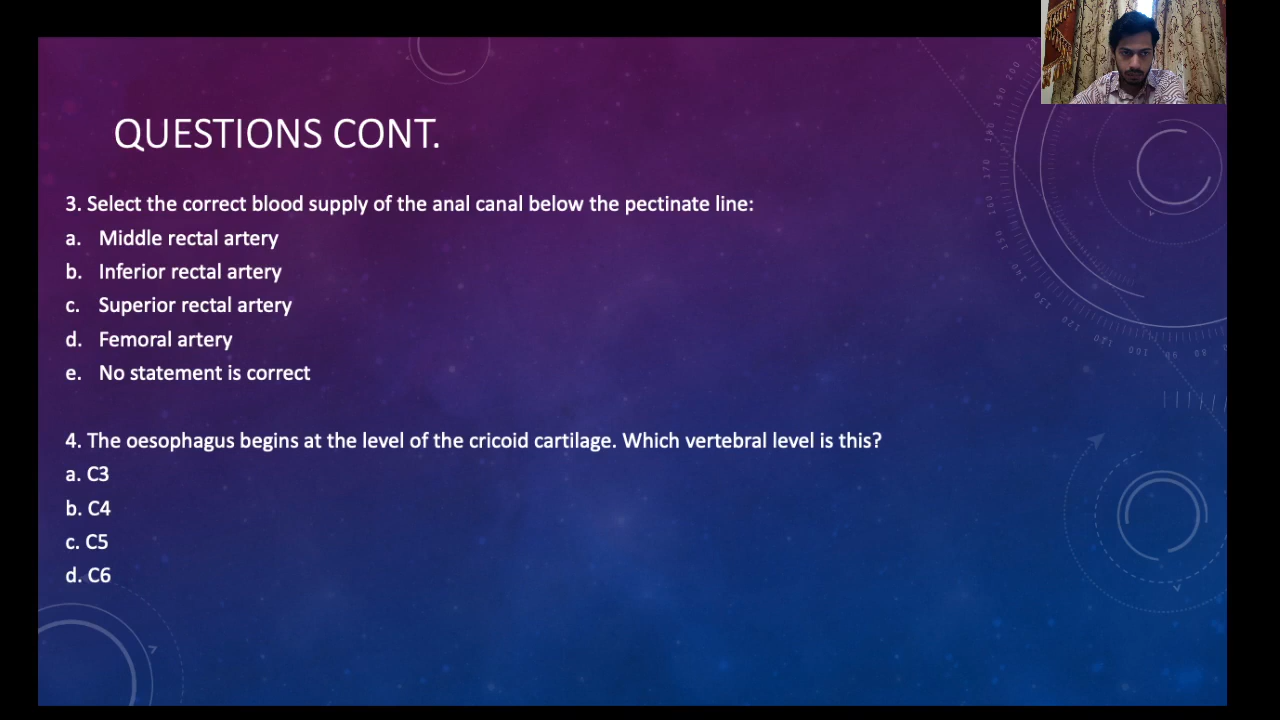 QUESTIONS CONT.
3. Select the correct blood supply of the anal canal below the pectinate line:
a. Middle rectal artery
b. Inferior rectal artery
c. Superior rectal artery
d. Femoral artery
e. No statement is correct
4. The oesophagus begins at the level of the cricoid cartilage. Which vertebral level is this?
a. C3
b. C4
c. C5
d. C6